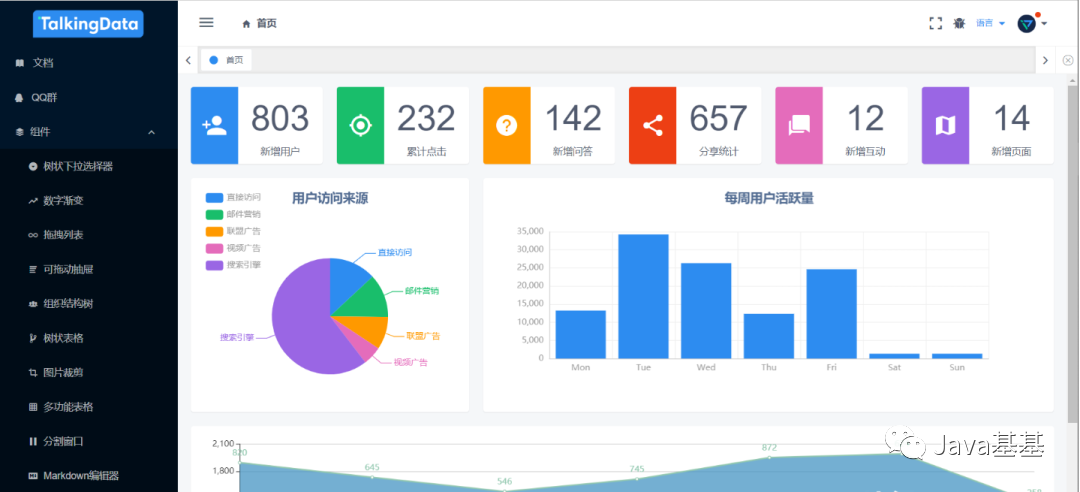 TalkingData
首页
语言
文档
首页
QQ群
组件
803
新增用户
232
累计点击
142
新增问答
657
分享统计
12
新增互动
14
新增页面
树状下拉选择器
数字渐变
拖拽列表
可拖动抽屉
组织结构树
树状表格
图片裁剪
多功能表格
分割窗口
Markdown编辑器
用户访问来源
直接访问
邮件营销
联盟广告
视频广告
搜索引擎
直接访问
邮件营销
联盟广告
视频广告
搜索引擎
每周用户活跃量
35,000
30,000
25,000
20,000
15,000
10,000
5,000
0
Mon Tue Wed Thu Fri Sat Sun
2,100
1,800
820
645
546
745
872
Java基基